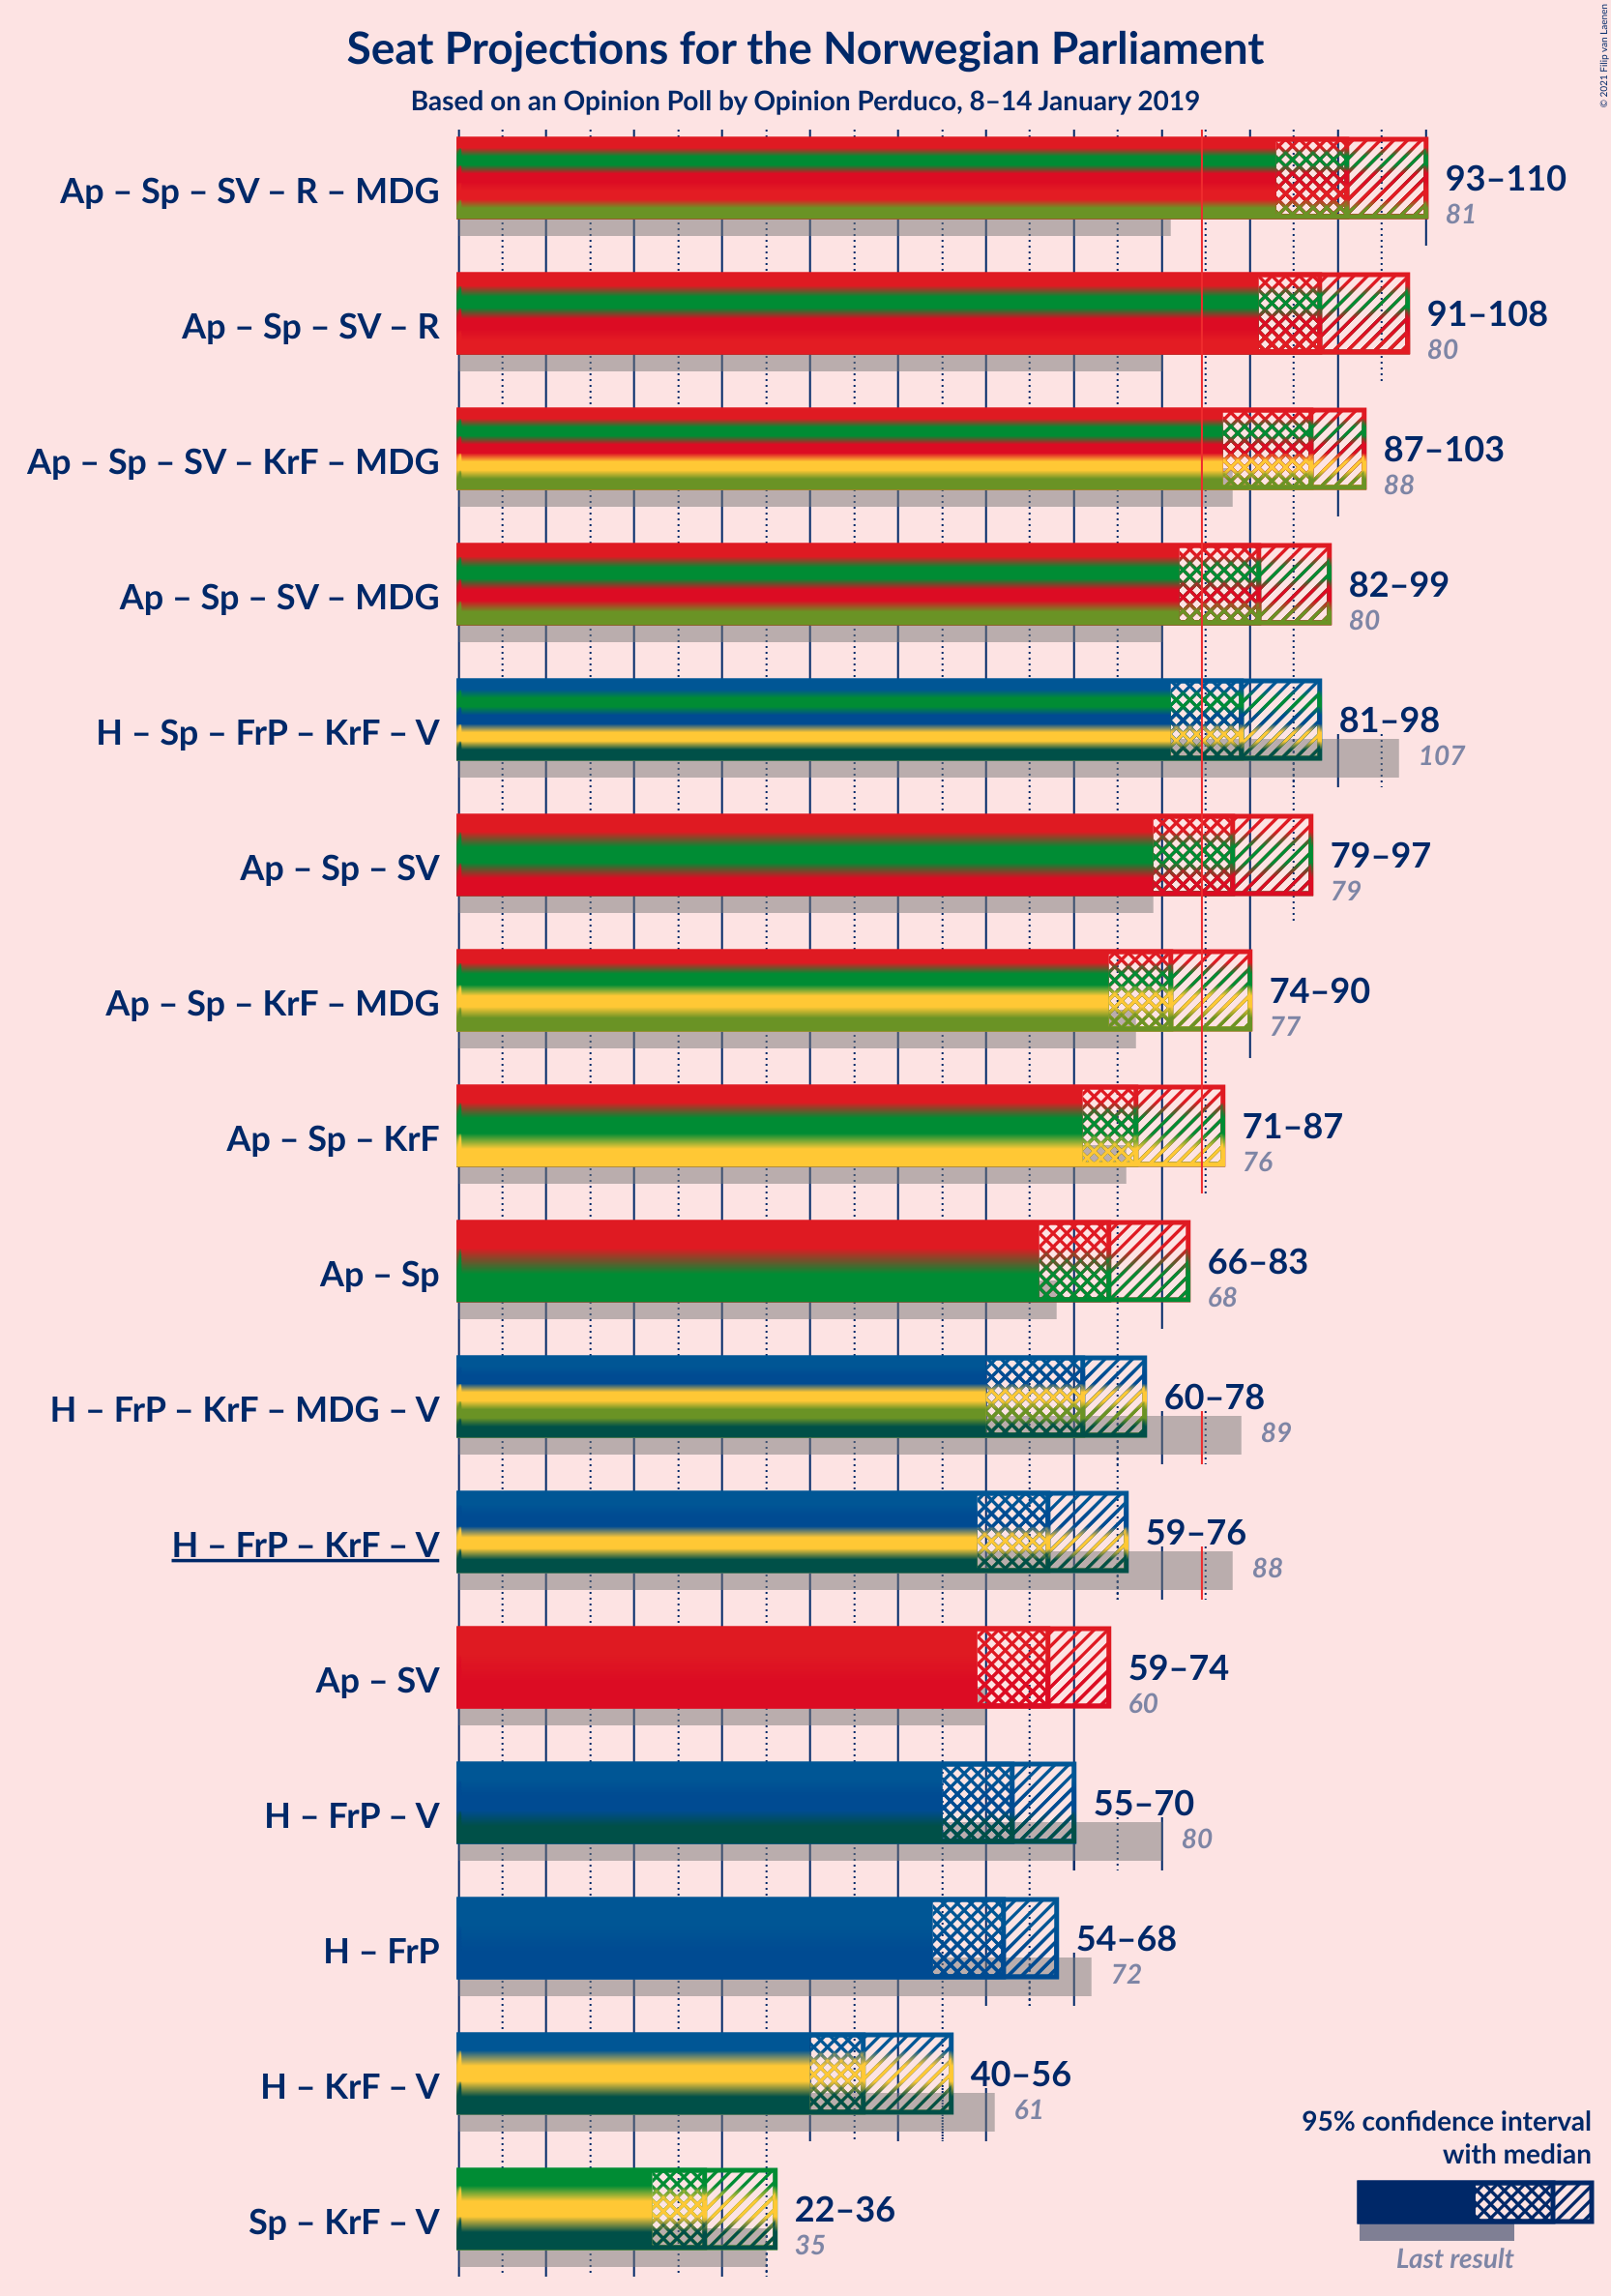 Seat Projections for the Norwegian Parliament
Based on an Opinion Poll by Opinion Perduco, 8–14 January 2019
© 2021 Filip van Laenen
Ap – Sp – SV – R – MDG
93–110
81
Ap – Sp – SV – R
91–108
80
Ap – Sp – SV – KrF – MDG
87–103
88
Ap – Sp – SV – MDG
82–99
80
H – Sp – FrP – KrF – V
81–98
107
Ap – Sp – SV
79–97
79
Ap – Sp – KrF – MDG
74–90
77
Ap – Sp – KrF
71–87
76
Ap – Sp
66–83
68
H – FrP – KrF – MDG – V
60–78
89
H – FrP – KrF – V
59–76
88
Ap – SV
59–74
60
H – FrP – V
55–70
80
H – FrP
54–68
72
H – KrF – V
40–56
61
Sp – KrF – V
22–36
35
95% confidence interval
with median
Last result